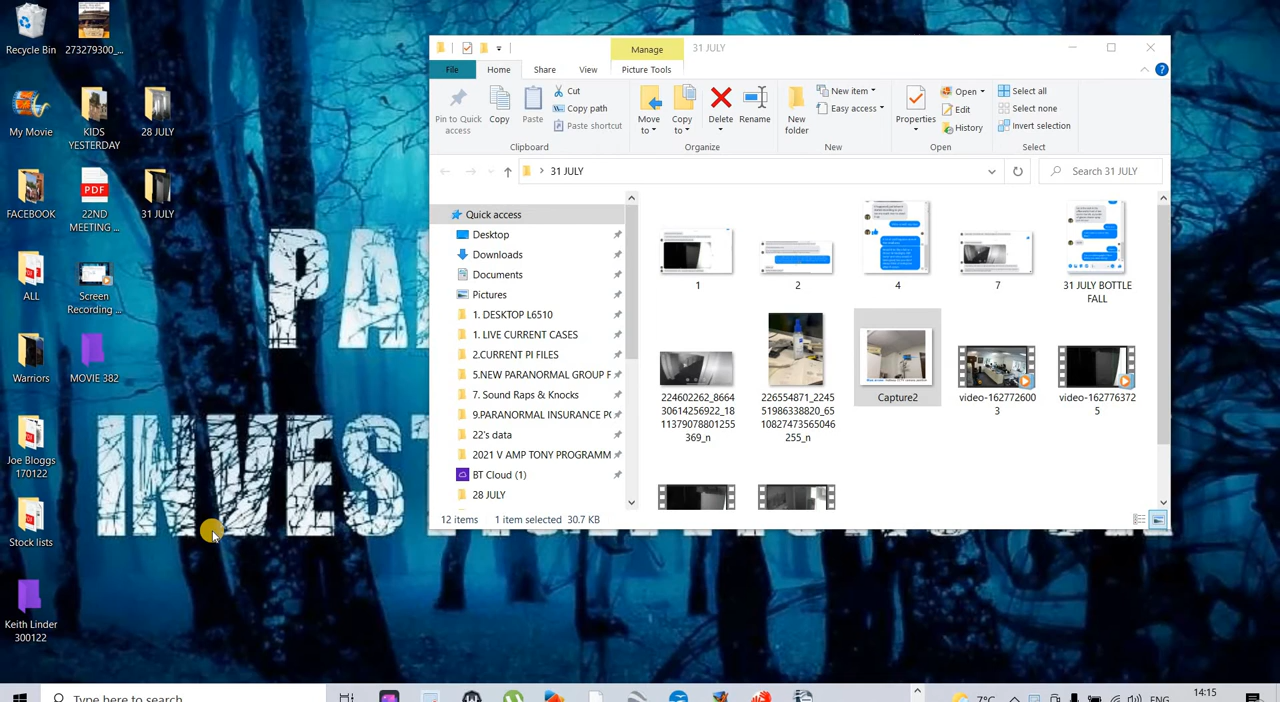 Recycle Bin
273279300_...
My Movie
KIDS
YESTERDAY
28 JULY
FACEBOOK
22ND
MEETING ...
31 JULY
ALL
Screen
Recording ...
Warriors
MOVIE 382
Joe Bloggs
170122
Stock lists
Keith Linder
300122
PDF
Manage
31 JULY
File
Home
Share
View
Picture Tools
Pin to Quick
access
Copy
Paste
Cut
Copy path
Paste shortcut
Clipboard
Move
to
Copy
to
Delete
Rename
Organize
New
folder
New item
Easy access
New
Properties
Open
Edit
History
Open
Select all
Select none
Invert selection
Select
31 JULY
Search 31 JULY
Quick access
Desktop
Downloads
Documents
Pictures
1. DESKTOP L6510
1. LIVE CURRENT CASES
2.CURRENT PI FILES
5.NEW PARANORMAL GROUP F
7. Sound Raps & Knocks
9.PARANORMAL INSURANCE PO
22's data
2021 V AMP TONY PROGRAMM
BT Cloud (1)
28 JULY
1
2
4
7
31 JULY BOTTLE
FALL
224602262_8664
30614256922_18
11379078801255
369_n
226554871_2245
51986338820_65
10827473565046
255_n
Capture2
video-162772600
3
video-162776372
5
12 items
1 item selected 30.7 KB
Type here to search
7°C
ENG
14:15